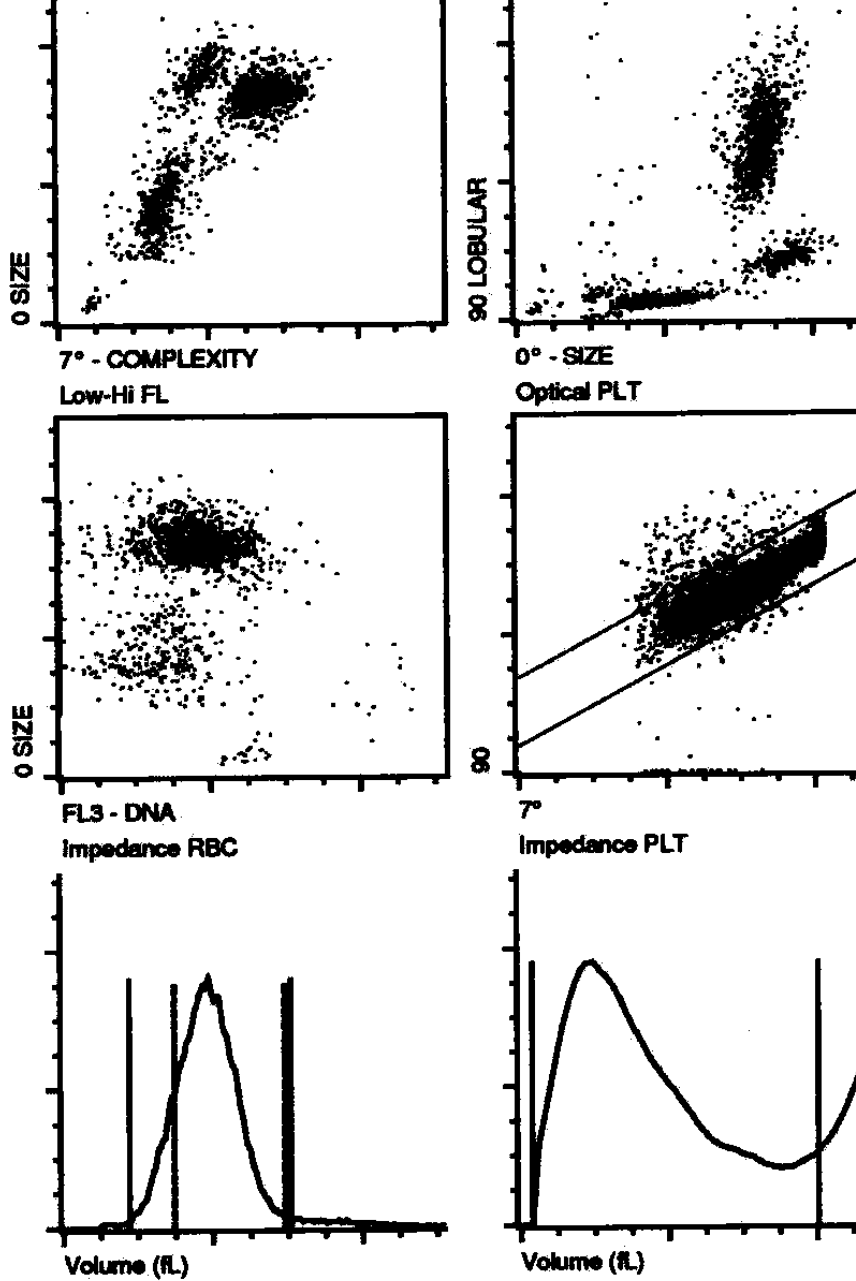 0 SIZE
90 LOBULAR
7° - COMPLEXITY
0° - SIZE
Low-Hi FL
Optical PLT
0 SIZE
90
FL3 - DNA
7°
Impedance RBC
Impedance PLT
Volume (fL)
Volume (fL)